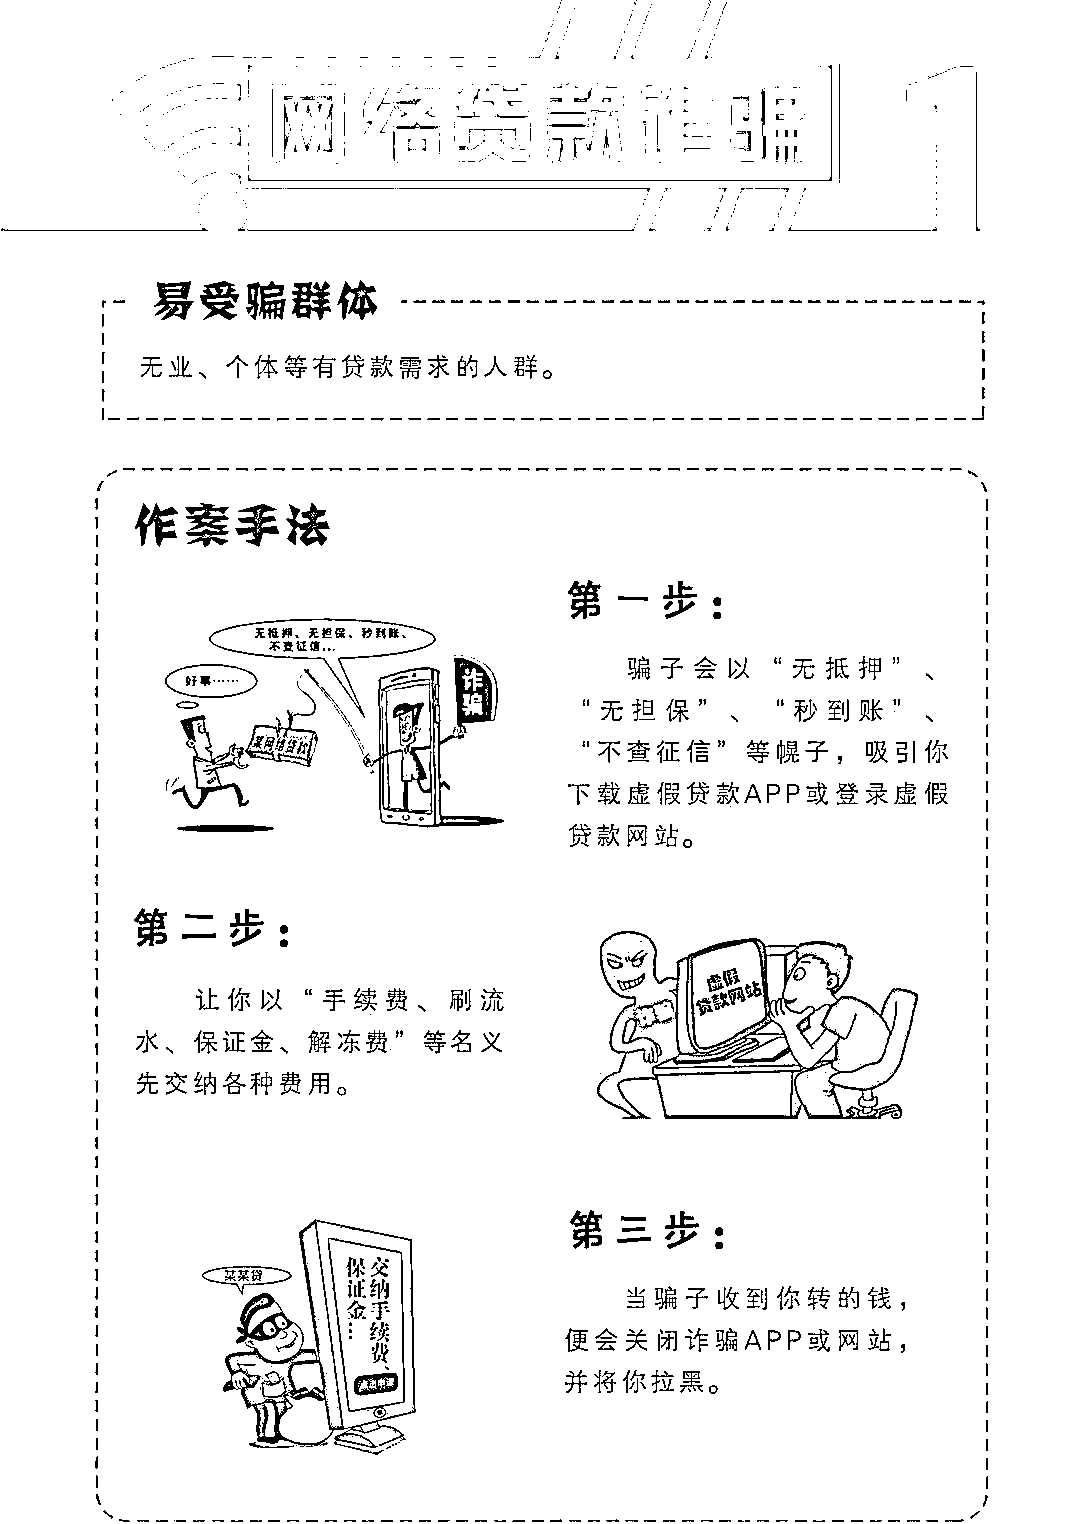 网络贷款诈骗
1
易受骗群体
无业、个体等有贷款需求的人群。
作案手法
第一步：
无抵押、无担保、秒到账、
不查征信...
好事……
诈骗
某网络贷款
骗子会以“无抵押”、
“无担保”、“秒到账”、
“不查征信”等幌子，吸引你
下载虚假贷款APP或登录虚假
贷款网站。
第二步：
让你以“手续费、刷流
水、保证金、解冻费”等名义
先交纳各种费用。
虚假
贷款网站
第三步：
某某贷
交纳手续费、
保证金…
当骗子收到你转的钱，
便会关闭诈骗APP或网站，
并将你拉黑。